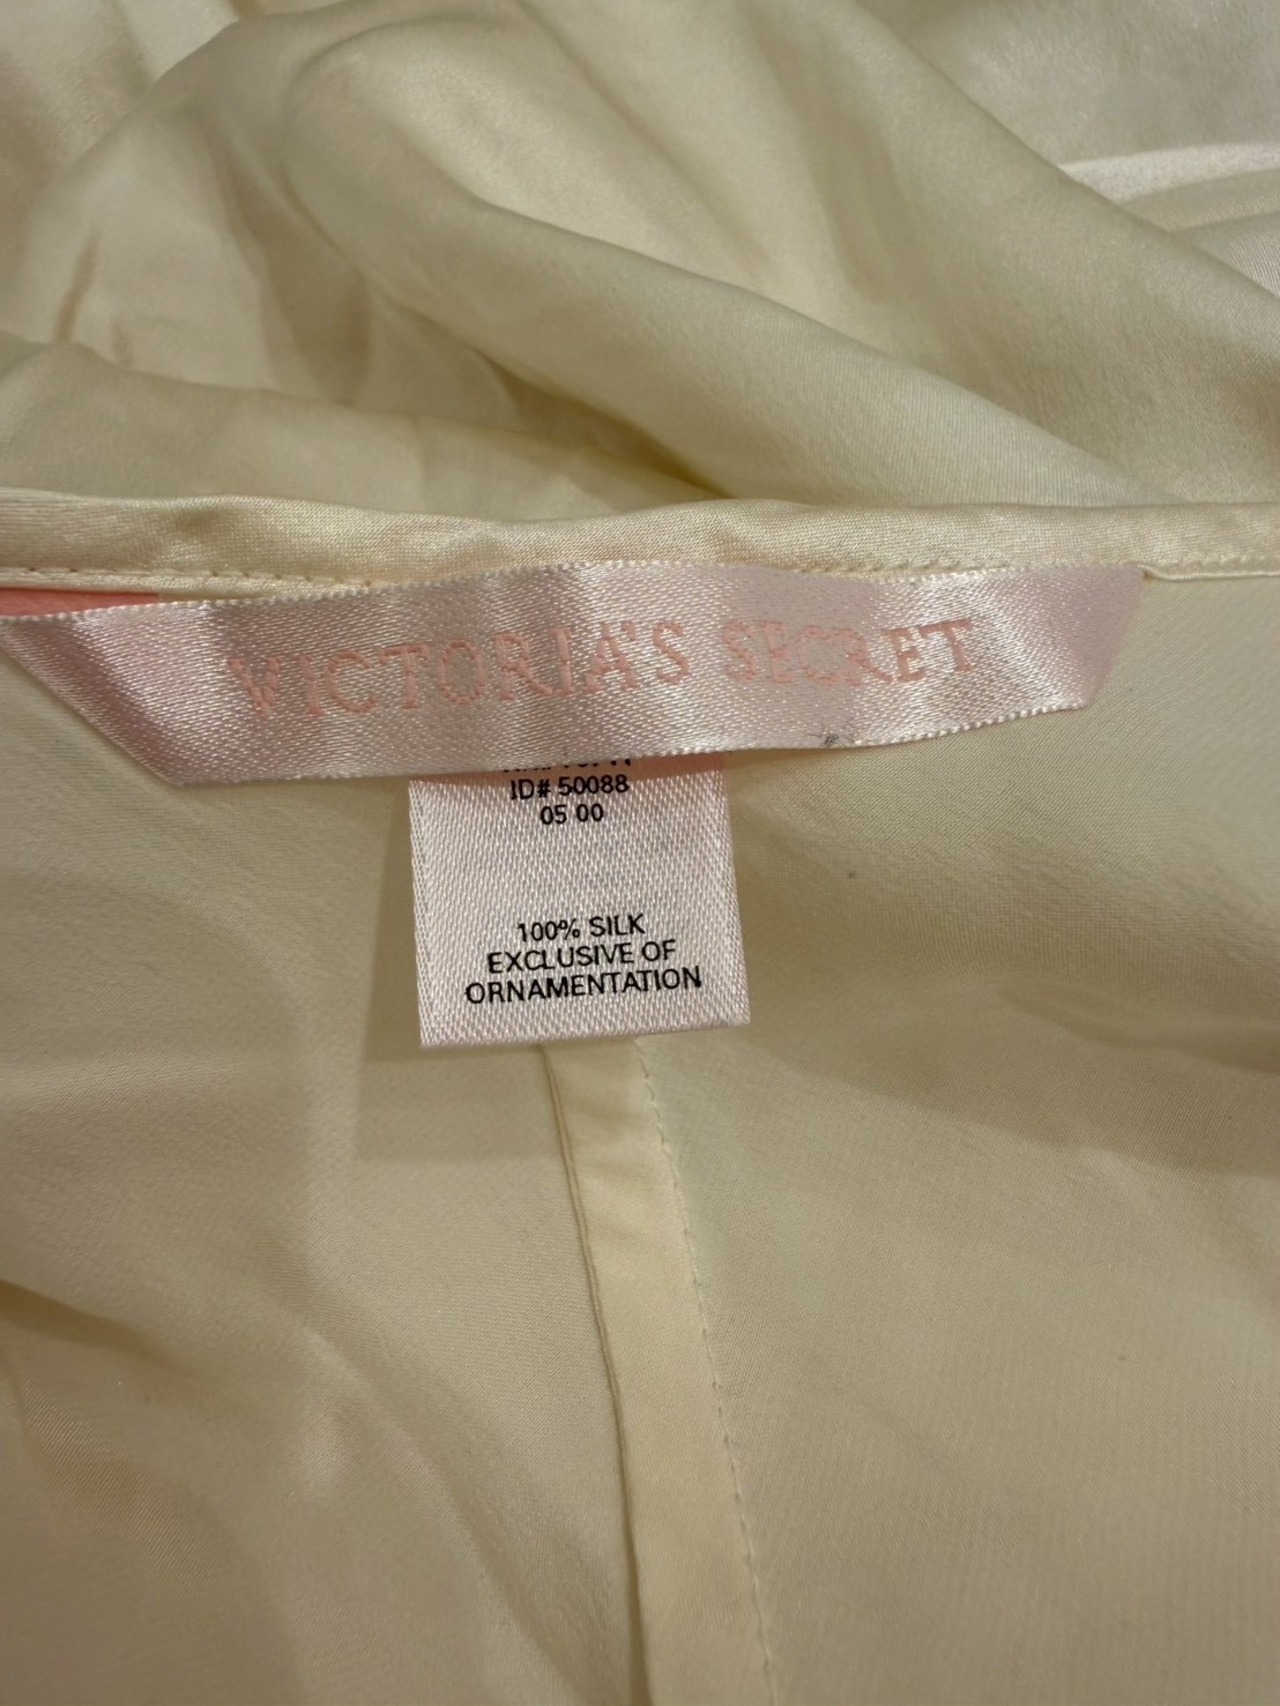 VICTORIA'S SECRET
ID# 50088
05 00
100% SILK
EXCLUSIVE OF
ORNAMENTATION